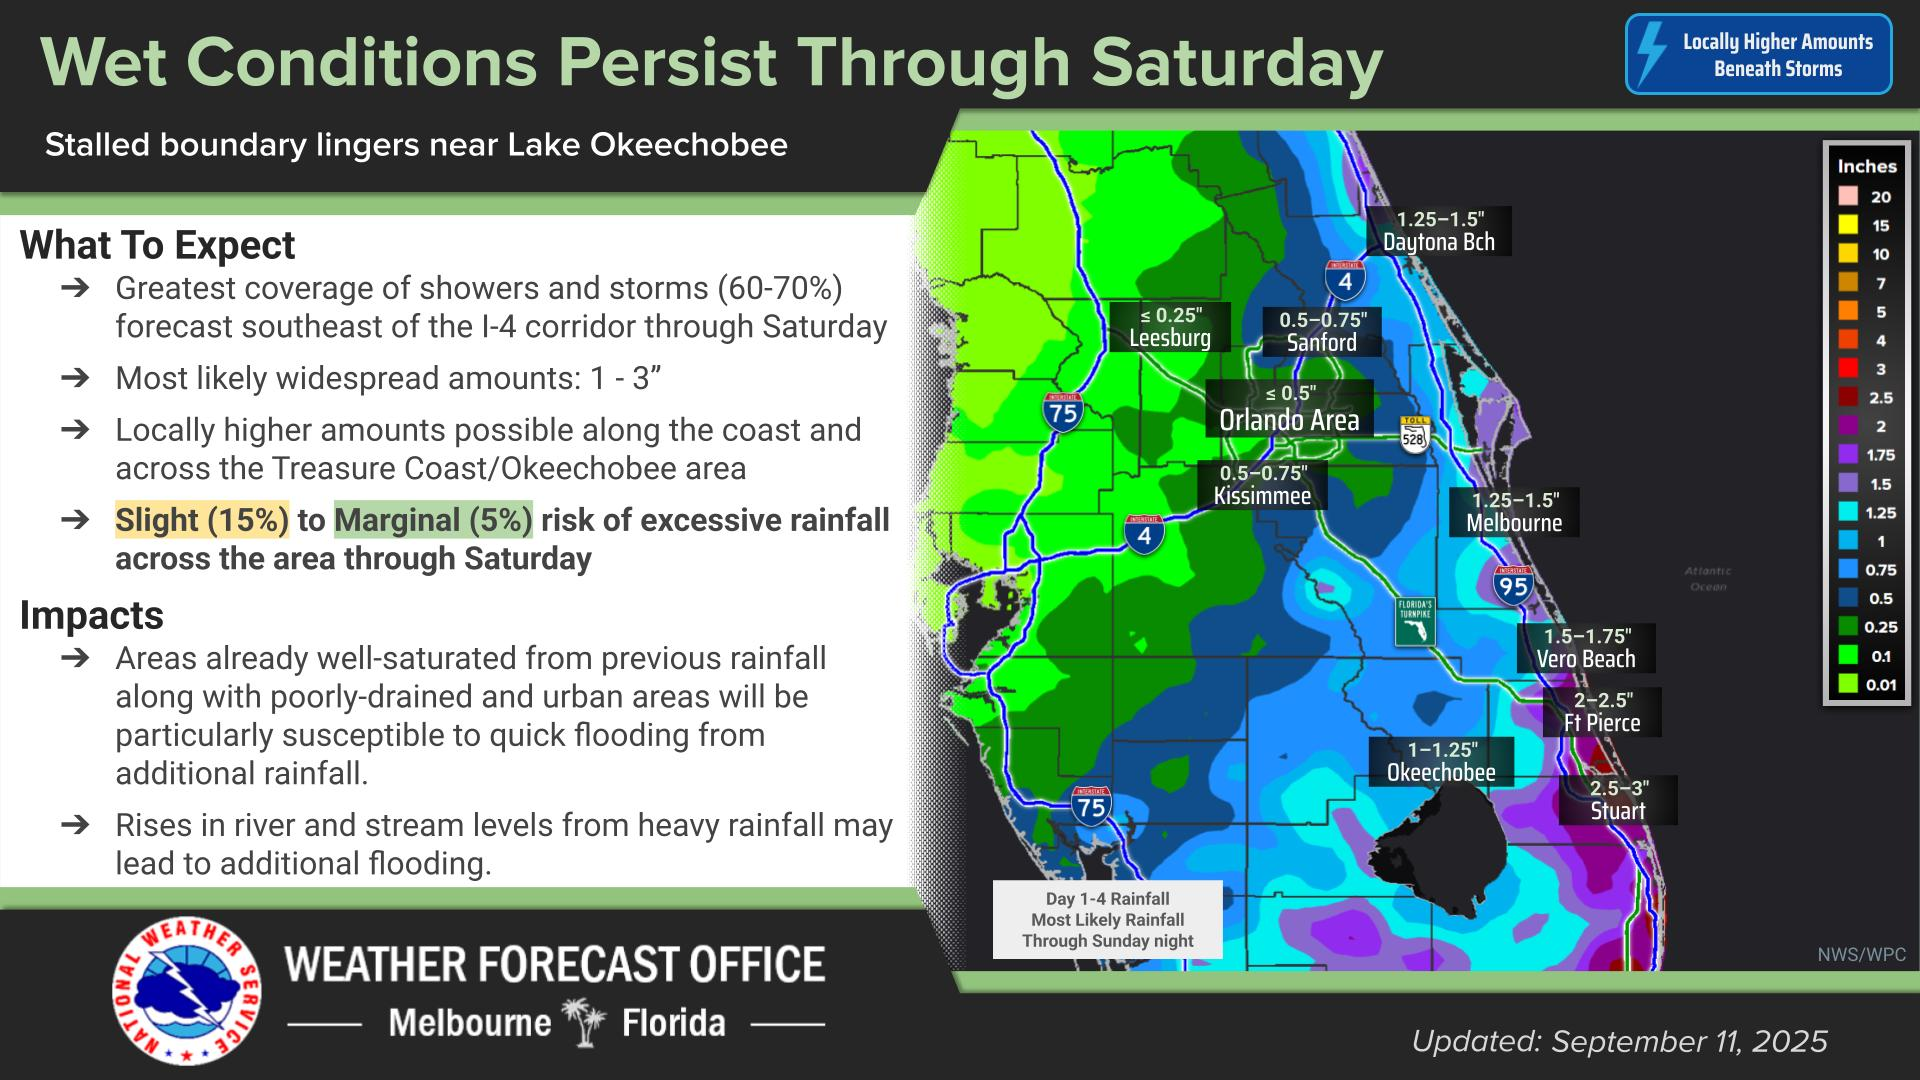 Wet Conditions Persist Through Saturday
Locally Higher Amounts
Beneath Storms
Stalled boundary lingers near Lake Okeechobee
What To Expect
➔ Greatest coverage of showers and storms (60-70%)
forecast southeast of the I-4 corridor through Saturday
➔ Most likely widespread amounts: 1 - 3”
➔ Locally higher amounts possible along the coast and
across the Treasure Coast/Okeechobee area
➔ Slight (15%) to Marginal (5%) risk of excessive rainfall
across the area through Saturday
Impacts
➔ Areas already well-saturated from previous rainfall
along with poorly-drained and urban areas will be
particularly susceptible to quick flooding from
additional rainfall.
➔ Rises in river and stream levels from heavy rainfall may
lead to additional flooding.
1.25–1.5"
Daytona Bch
INTERSTATE
4
≤ 0.25"
Leesburg
0.5–0.75"
Sanford
INTERSTATE
75
≤ 0.5"
Orlando Area
TOLL
528
0.5–0.75"
Kissimmee
1.25–1.5"
Melbourne
INTERSTATE
4
INTERSTATE
95
Atlantic
Ocean
FLORIDA'S
TURNPIKE
1.5–1.75"
Vero Beach
2–2.5"
Ft Pierce
1–1.25"
Okeechobee
2.5–3"
Stuart
INTERSTATE
75
Day 1-4 Rainfall
Most Likely Rainfall
Through Sunday night
Inches
20
15
10
7
5
4
3
2.5
2
1.75
1.5
1.25
1
0.75
0.5
0.25
0.1
0.01
NWS/WPC
NATIONAL WEATHER SERVICE
WEATHER FORECAST OFFICE
Melbourne Florida
Updated: September 11, 2025